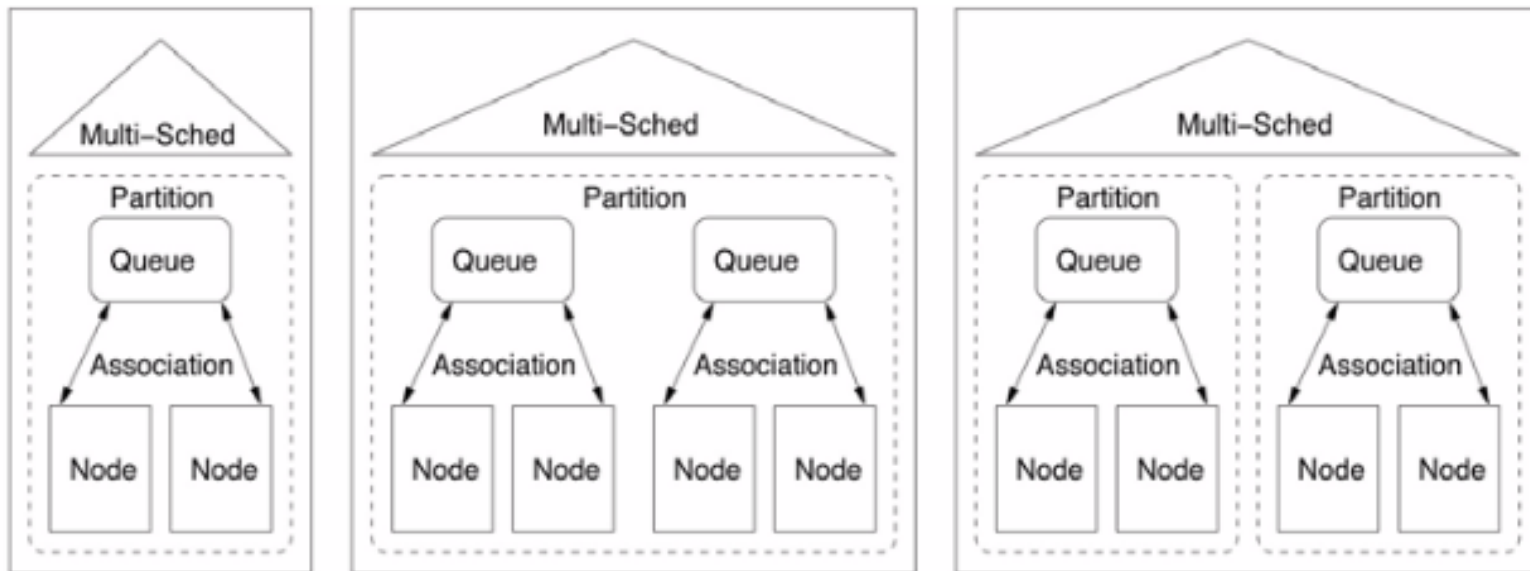 Multi-Sched
Partition
Queue
Association
Node Node
Multi-Sched
Partition
Queue Queue
Association Association
Node Node Node Node
Multi-Sched
Partition Partition
Queue Queue
Association Association
Node Node Node Node